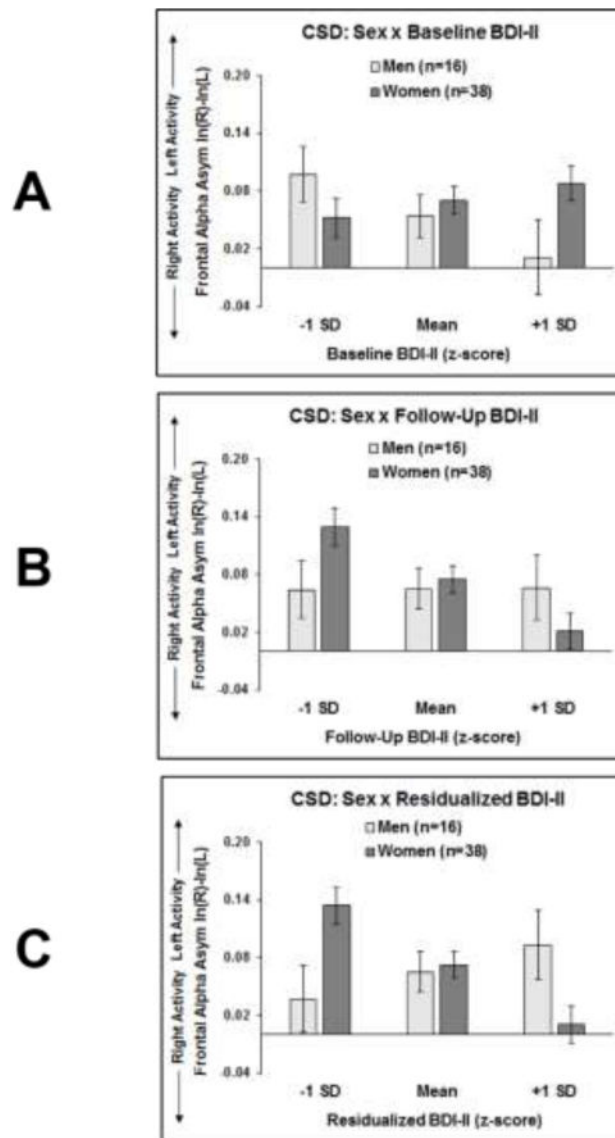 A
CSD: Sex x Baseline BDI-II
Men (n=16)
Women (n=38)
Right Activity Left Activity
Frontal Alpha Asym ln(R)-ln(L)
0.20
0.14
0.08
0.02
-0.04
-1 SD Mean +1 SD
Baseline BDI-II (z-score)
B
CSD: Sex x Follow-Up BDI-II
Men (n=16)
Women (n=38)
Right Activity Left Activity
Frontal Alpha Asym ln(R)-ln(L)
0.20
0.14
0.08
0.02
-0.04
-1 SD Mean +1 SD
Follow-Up BDI-II (z-score)
C
CSD: Sex x Residualized BDI-II
Men (n=16)
Women (n=38)
Right Activity Left Activity
Frontal Alpha Asym ln(R)-ln(L)
0.20
0.14
0.08
0.02
-0.04
-1 SD Mean +1 SD
Residualized BDI-II (z-score)